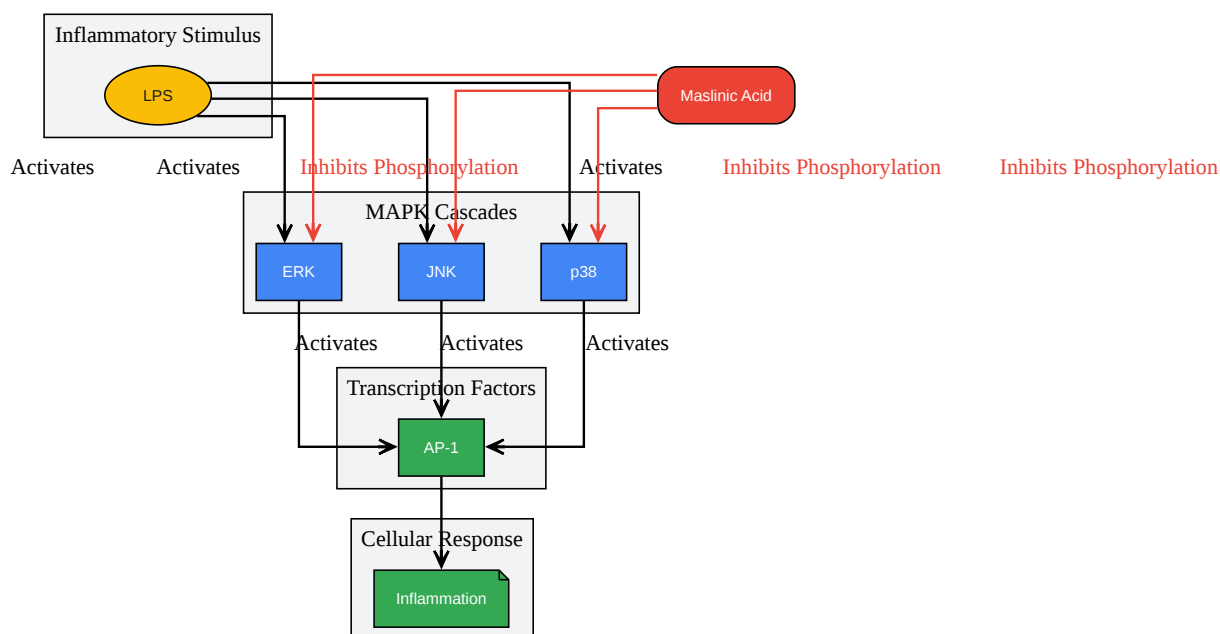 Inflammatory Stimulus
LPS
Maslinic Acid
Activates
Activates
Inhibits Phosphorylation
Activates
Inhibits Phosphorylation
Inhibits Phosphorylation
MAPK Cascades
ERK
JNK
p38
Activates
Activates
Activates
Transcription Factors
AP-1
Cellular Response
Inflammation